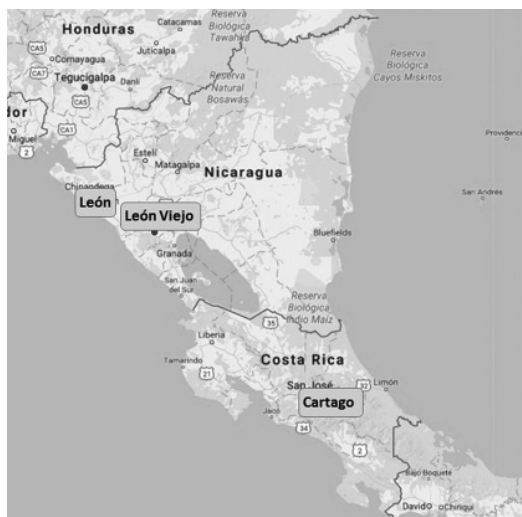 Honduras
Catacamas
Reserva
Biológica
Tawahka
CA5
Comayagua
Juticalpa
CA7
Tegucigalpa
Danlí
Reserva
Natural
Bosawás
Reserva
Biológica
Cayos Miskitos
CA5
dor
Miguel
CA1
2
Providencia
Estelí
Matagalpa
Nicaragua
Chinandega
León
León Viejo
San Andrés
Granada
Bluefields
San Juan
del Sur
Reserva
Biológica
Indio Maíz
35
Liberia
Tamarindo
21
Costa Rica
San José
32
Limón
Cartago
Jacó
34
2
Bajo Boquete
David
Chiriquí